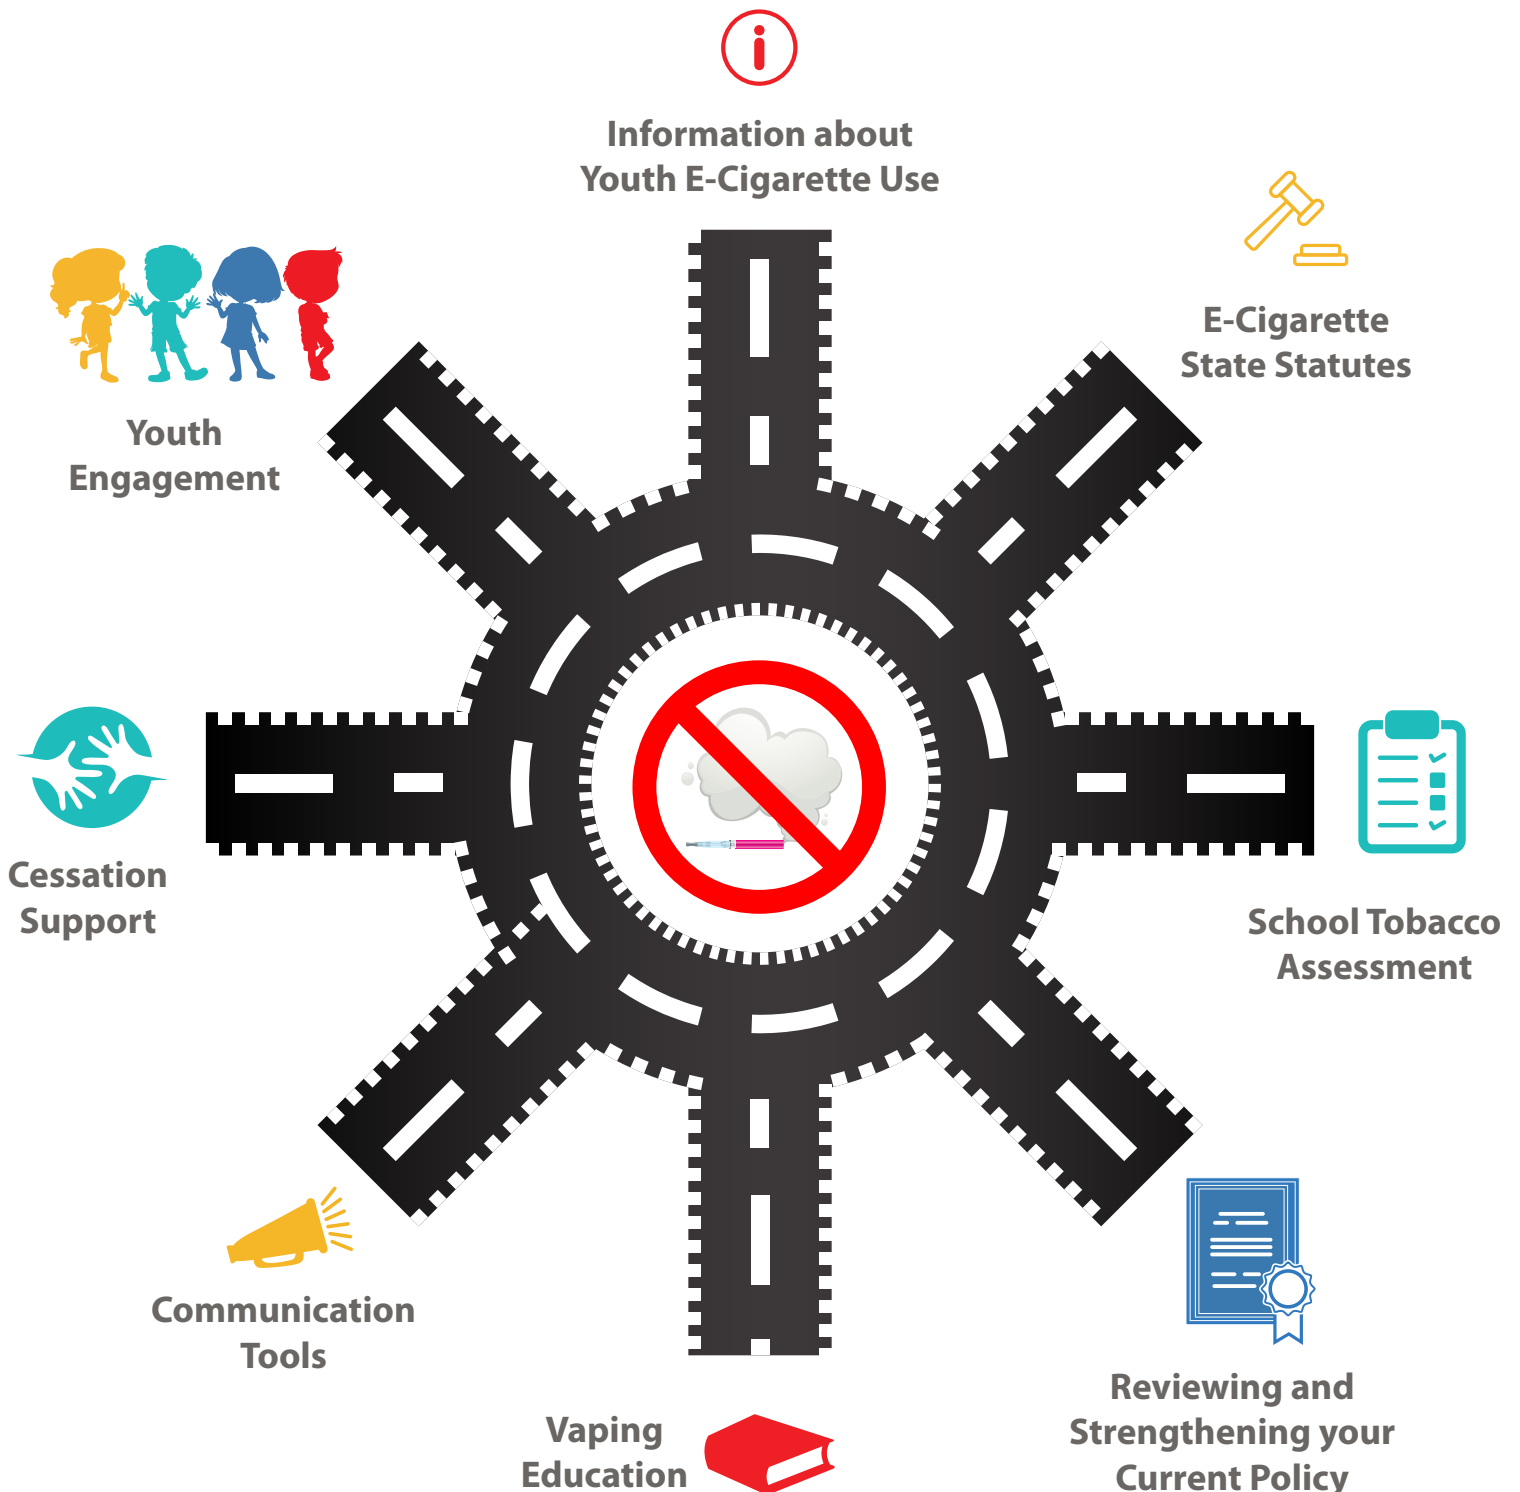 Information about
Youth E-Cigarette Use
E-Cigarette
State Statutes
Youth
Engagement
Cessation
Support
School Tobacco
Assessment
Communication
Tools
Reviewing and
Strengthening your
Current Policy
Vaping
Education